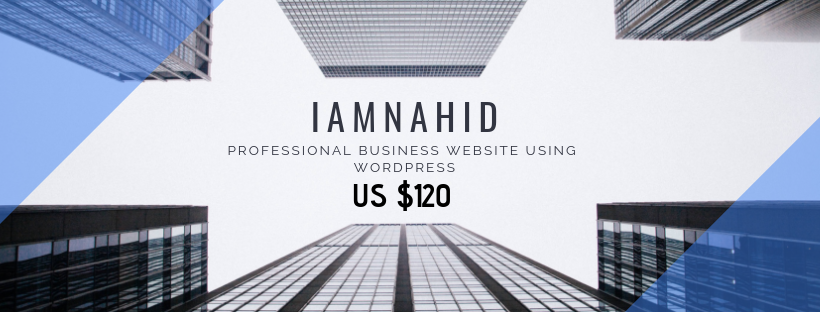 IAMNAHID
PROFESSIONAL BUSINESS WEBSITE USING
WORDPRESS
US $120